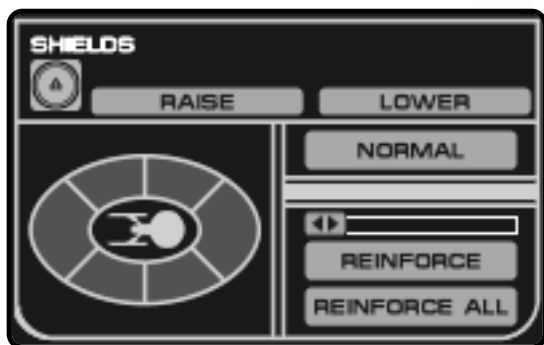 SHIELDS
RAISE LOWER
NORMAL
REINFORCE
REINFORCE ALL